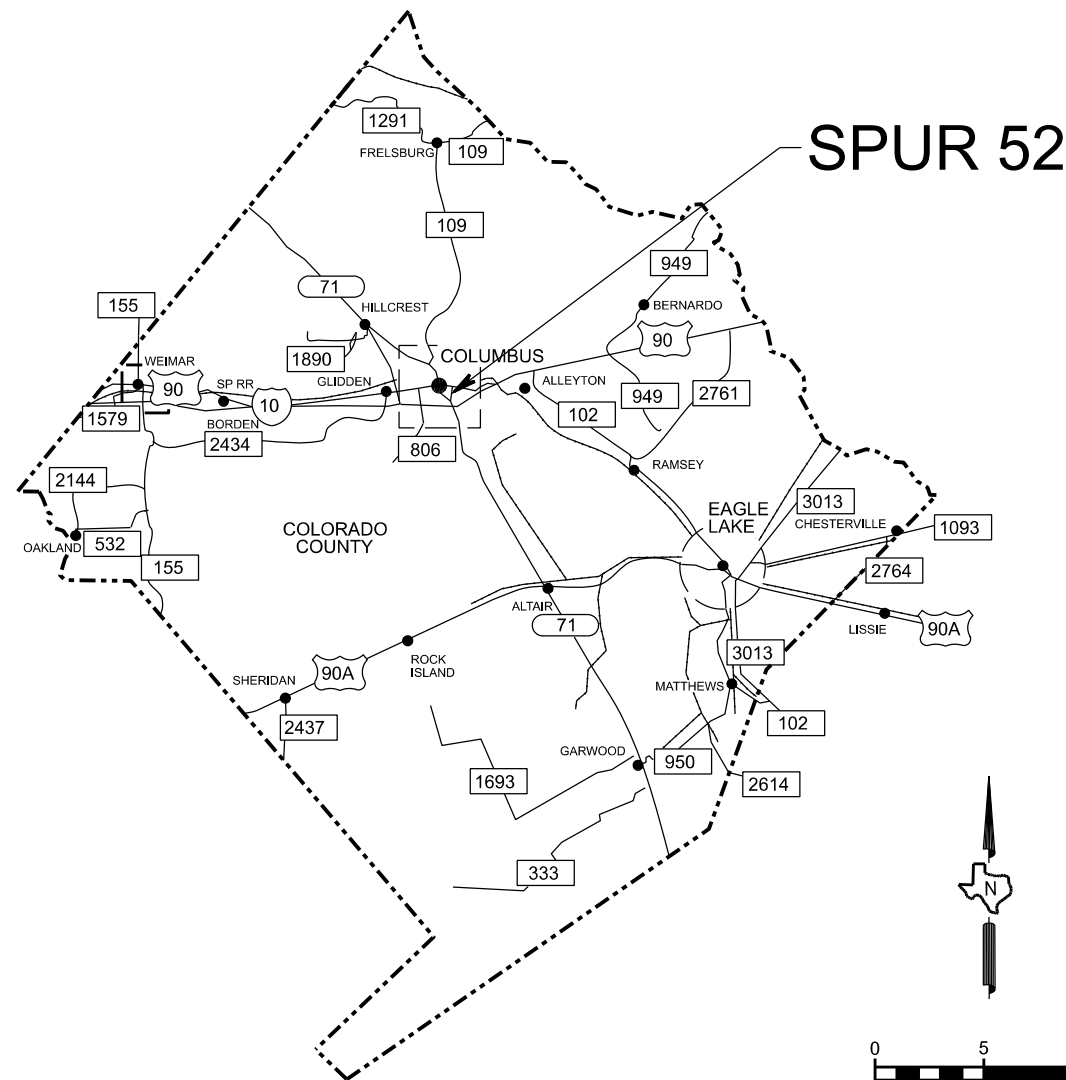 1291
FRELSBURG
109
SPUR 52
109
949
71
155
HILLCREST
BERNARDO
90
1890
COLUMBUS
WEIMAR
90
SP RR
GLIDDEN
10
ALLEYTON
949
2761
1579
BORDEN
102
2434
806
RAMSEY
2144
3013
EAGLE
LAKE
CHESTERVILLE
1093
COLORADO
COUNTY
OAKLAND
532
155
2764
ALTAIR
71
LISSIE
90A
ROCK
ISLAND
3013
SHERIDAN
90A
MATTHEWS
2437
102
GARWOOD
950
1693
2614
333
N
0
5